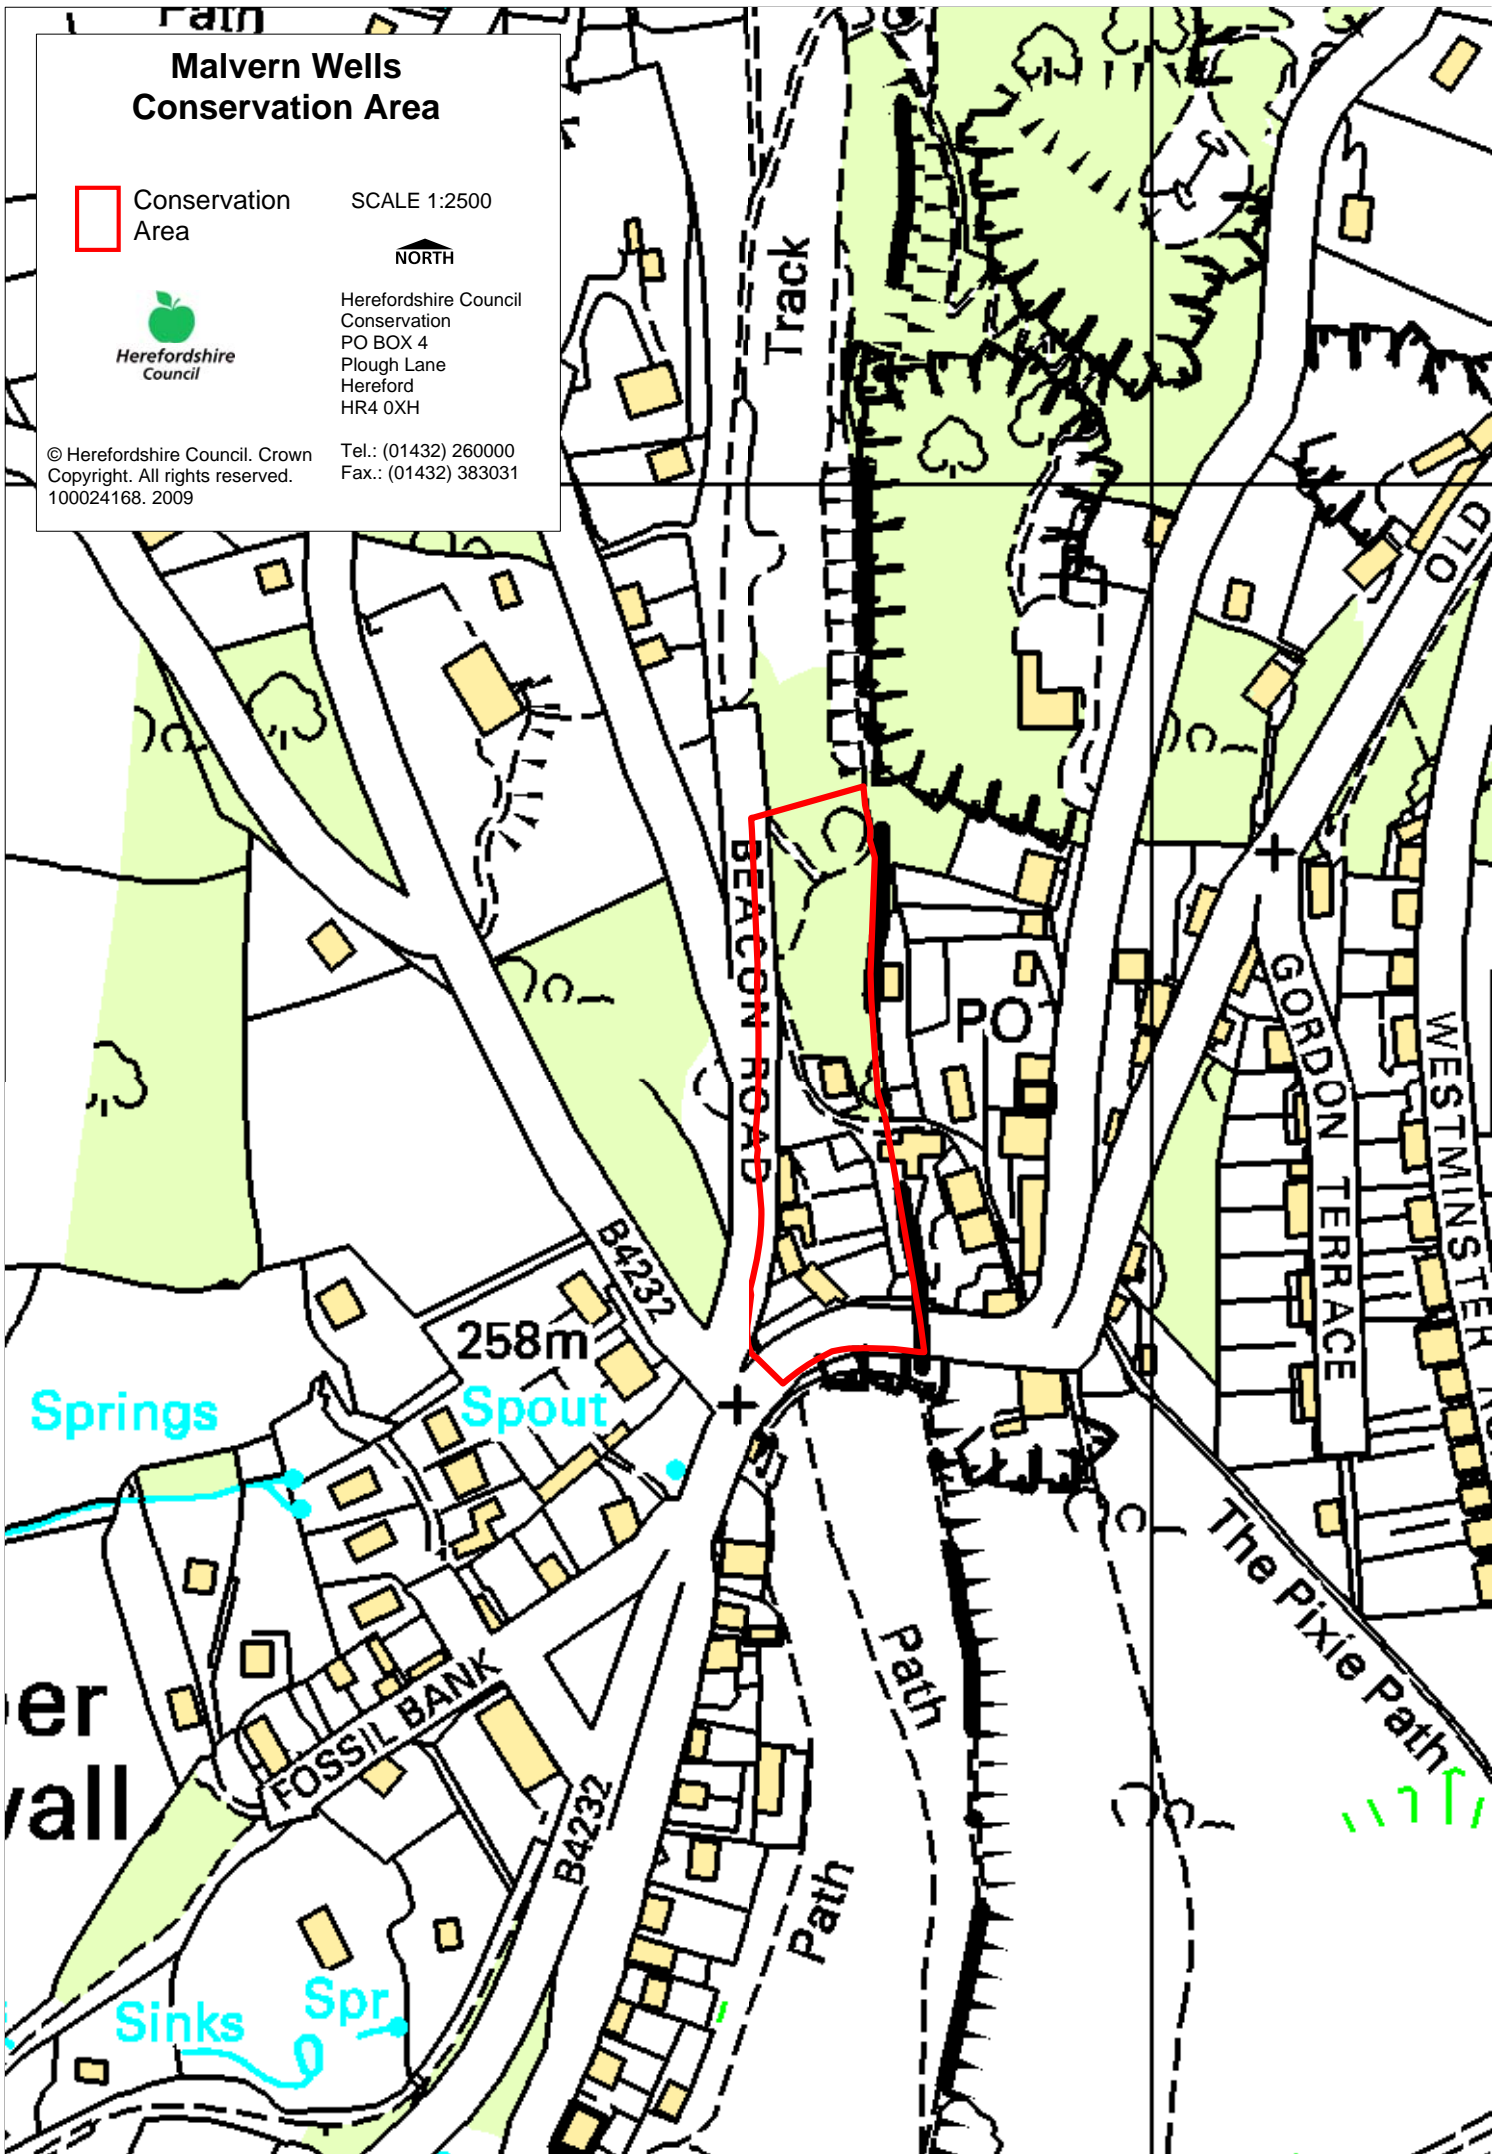 Path
Malvern Wells
Conservation Area
Conservation
Area
SCALE 1:2500
NORTH
Herefordshire
Council
Herefordshire Council
Conservation
PO BOX 4
Plough Lane
Hereford
HR4 0XH
Tel.: (01432) 260000
Fax.: (01432) 383031
© Herefordshire Council. Crown
Copyright. All rights reserved.
100024168. 2009
Track
OLD
BEACON ROAD
PO
GORDON TERRACE
WESTMINSTER
B4232
258m
Springs
Spout
The Pixie Path
Path
FOSSIL BANK
er
all
B4232
Path
Sinks
Spr